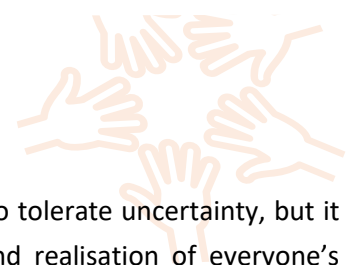 o tolerate uncertainty, but it
nd realisation of everyone’s